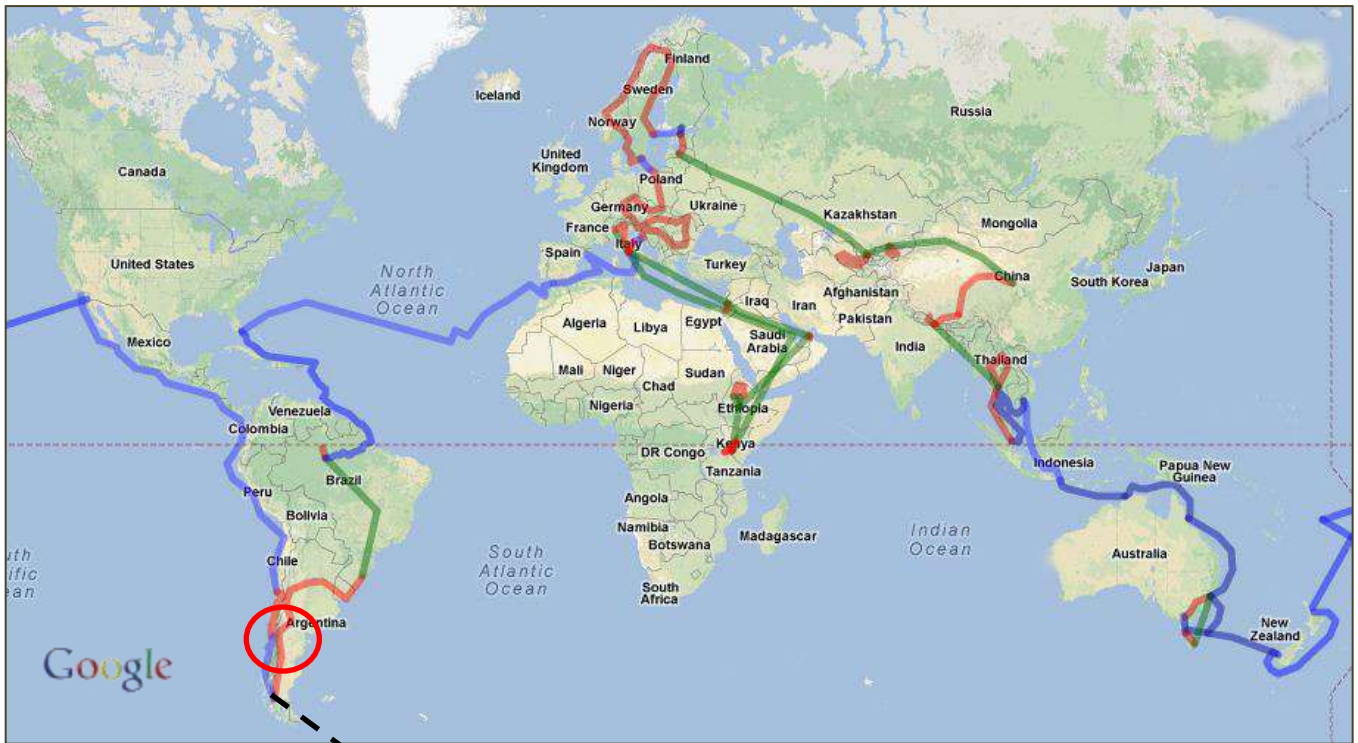 Finland
Iceland
Sweden
Russia
Norway
Canada
United
Kingdom
Poland
Germany
Ukraine
Kazakhstan
Mongolia
France
Italy
Spain
United States
North
Atlantic
Ocean
Turkey
China
South Korea
Japan
Iraq
Iran
Afghanistan
Pakistan
Algeria
Libya
Egypt
Saudi
Arabia
India
Mexico
Mali
Niger
Chad
Sudan
Thailand
Nigeria
Ethiopia
Venezuela
Colombia
DR Congo
Kenya
Tanzania
Indonesia
Papua New
Guinea
Brazil
Peru
Angola
Bolivia
Namibia
Botswana
Madagascar
Indian
Ocean
Australia
Chile
uth
ific
ean
South
Atlantic
Ocean
South
Africa
Argentina
New
Zealand
Google